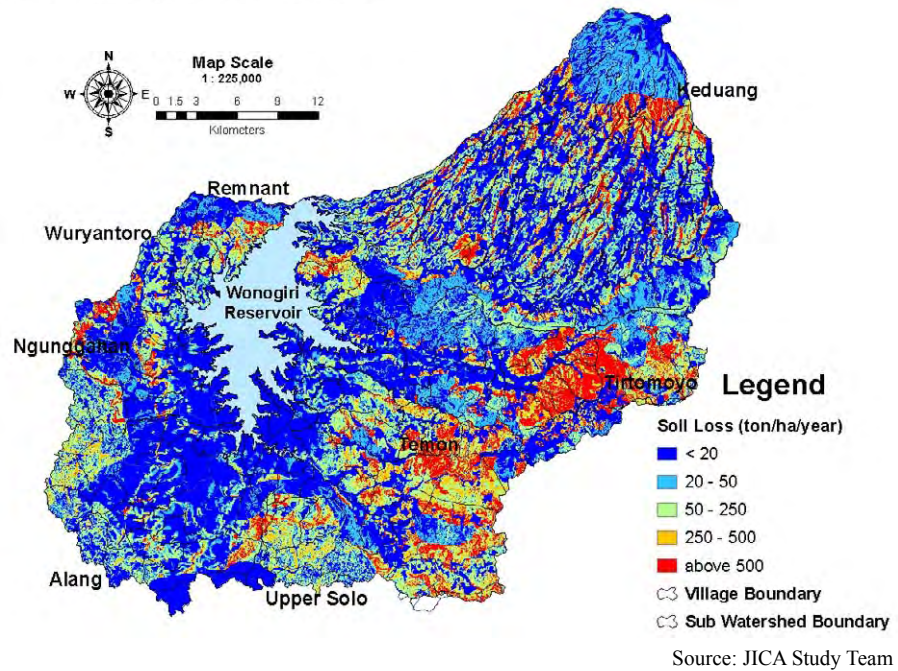 N
W E
S
Map Scale
1 : 225,000
0 1.5 3 6 9 12
Kilometers
Keduang
Remnant
Wuryantoro
Wonogiri
Reservoir
Ngunggahan
Tirtomoyo
Temon
Alang
Upper Solo
Legend
Soil Loss (ton/ha/year)
< 20
20 - 50
50 - 250
250 - 500
above 500
Village Boundary
Sub Watershed Boundary
Source: JICA Study Team